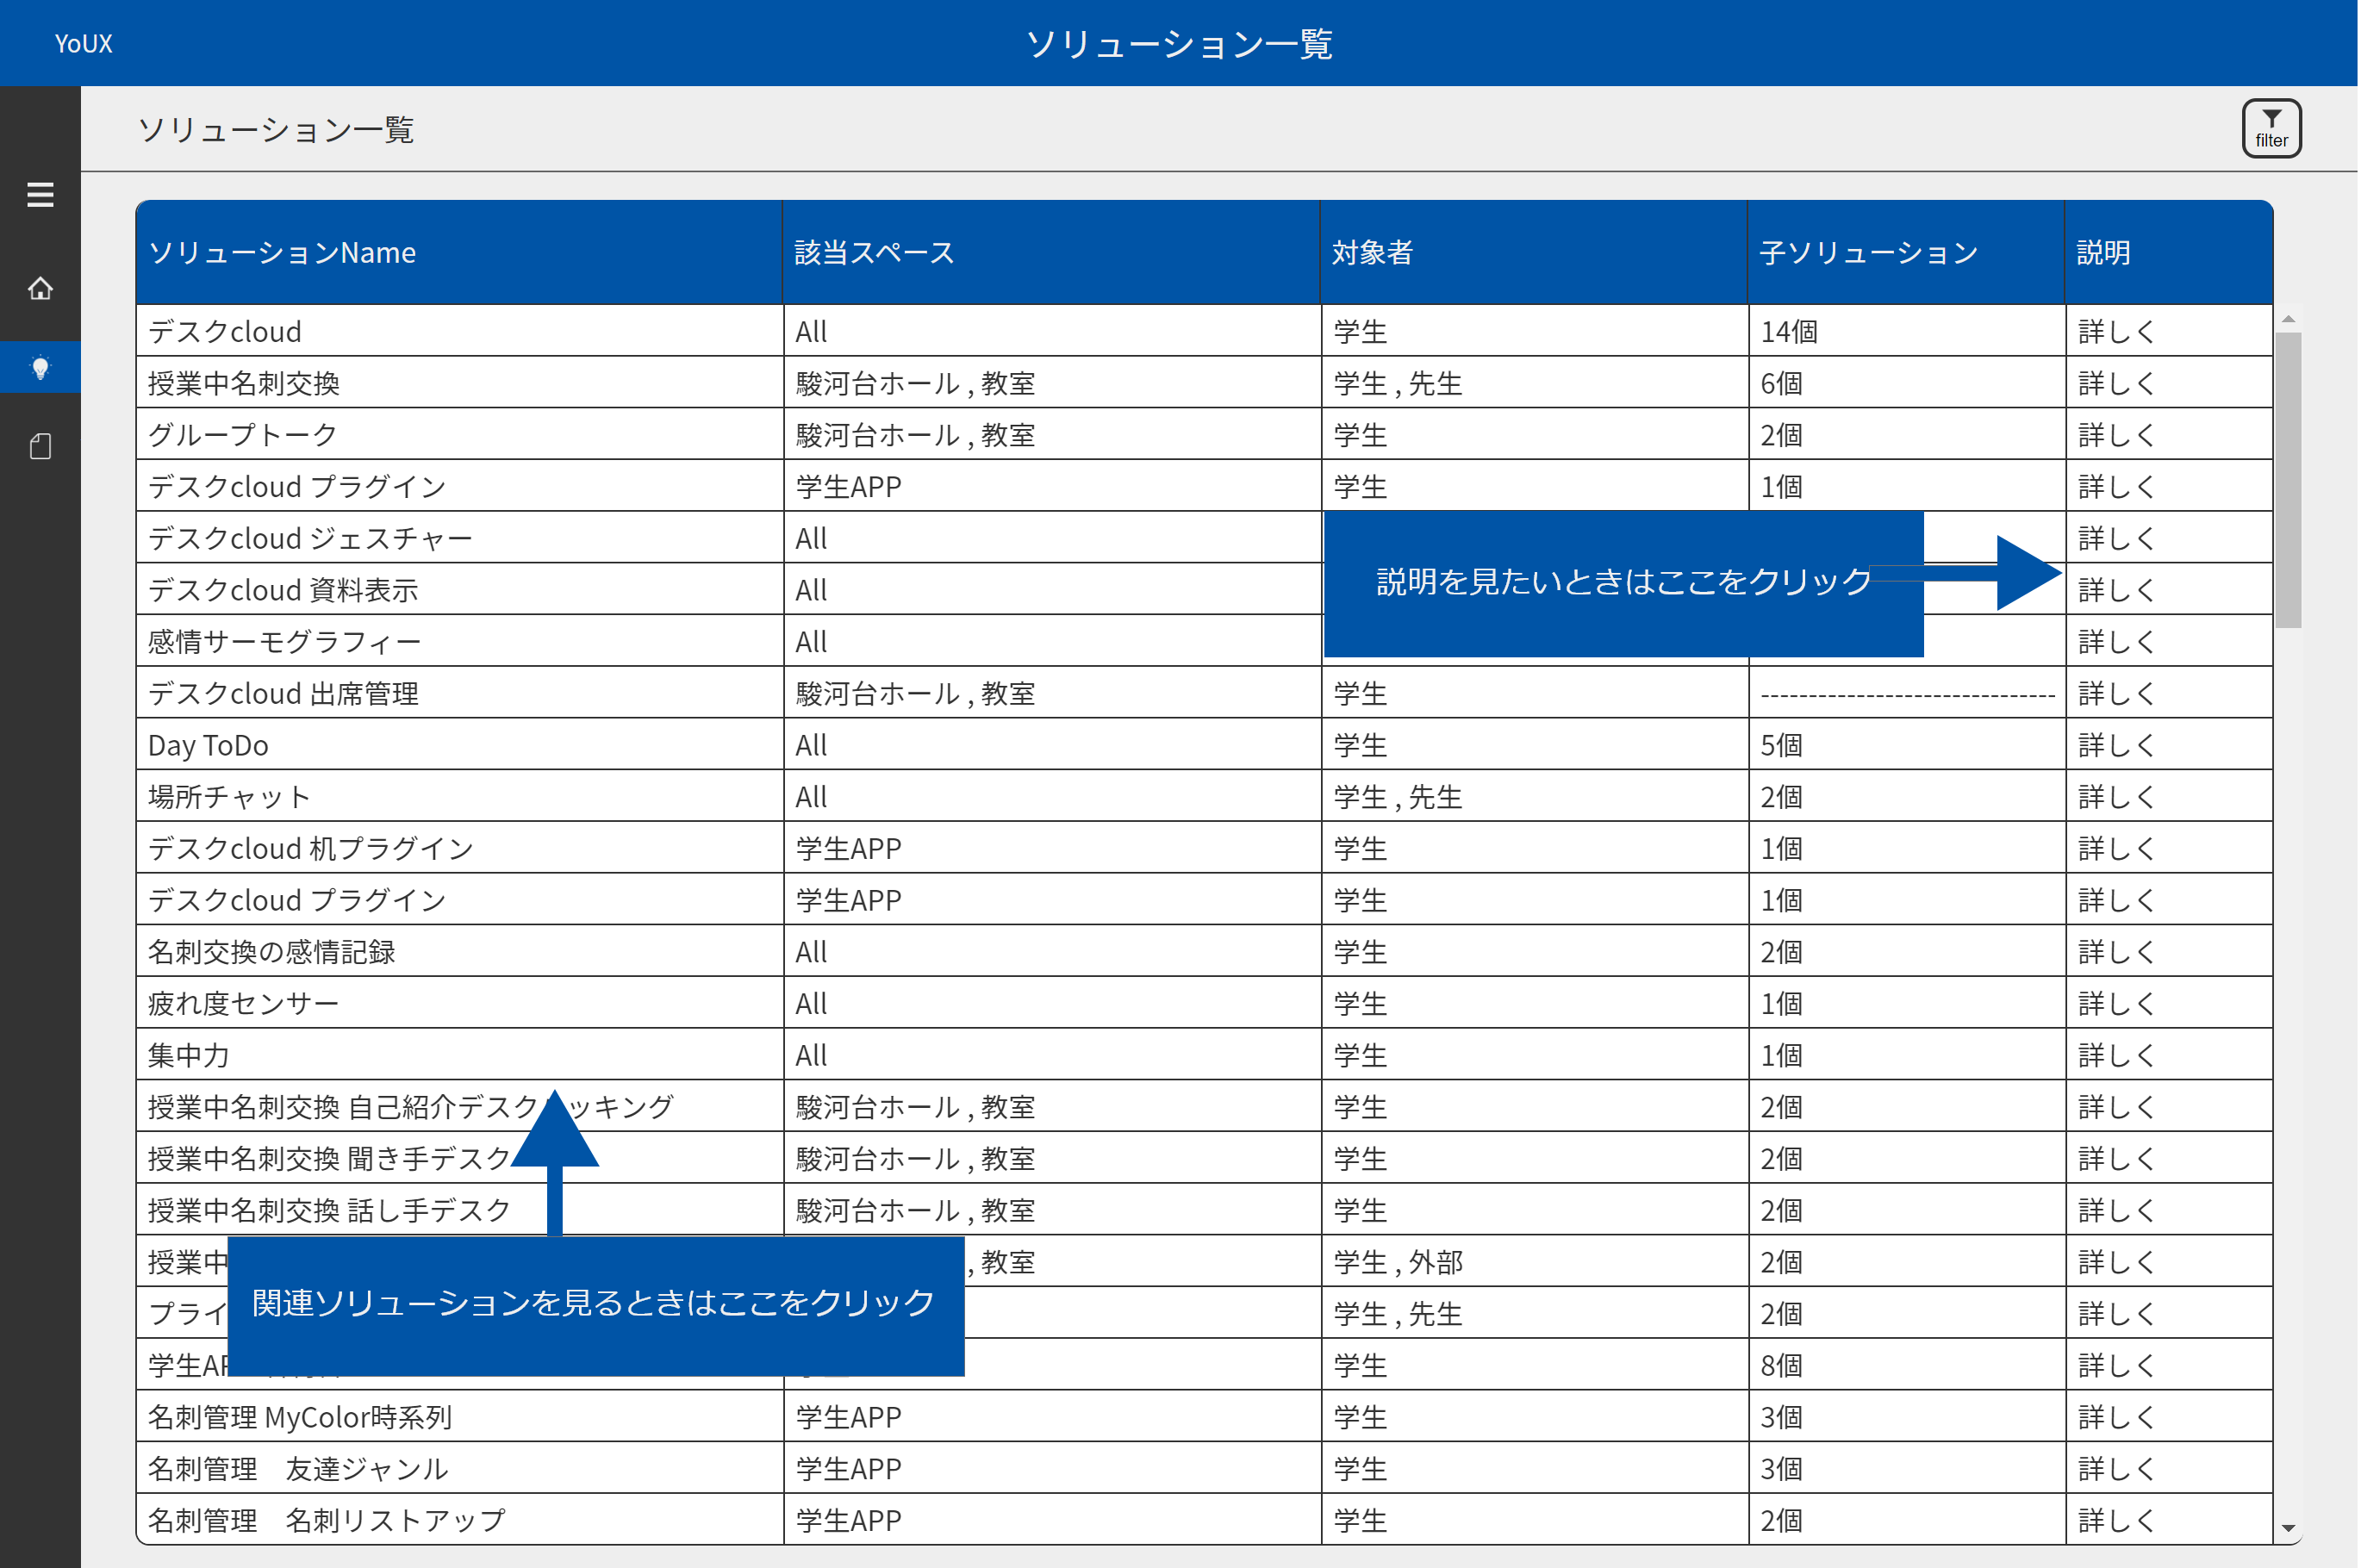 YoUX
ソリューション一覧
ソリューション一覧
filter
ソリューションName 該当スペース 対象者 子ソリューション 説明
デスクcloud All 学生 14個 詳しく
授業中名刺交換 駿河台ホール , 教室 学生 , 先生 6個 詳しく
グループトーク 駿河台ホール , 教室 学生 2個 詳しく
デスクcloud プラグイン 学生APP 学生 1個 詳しく
デスクcloud ジェスチャー All 詳しく
説明を見たいときはここをクリック
デスクcloud 資料表示 All 詳しく
感情サーモグラフィー All 詳しく
デスクcloud 出席管理 駿河台ホール , 教室 学生 ------------------------------- 詳しく
Day ToDo All 学生 5個 詳しく
場所チャット All 学生 , 先生 2個 詳しく
デスクcloud 机プラグイン 学生APP 学生 1個 詳しく
デスクcloud プラグイン 学生APP 学生 1個 詳しく
名刺交換の感情記録 All 学生 2個 詳しく
疲れ度センサー All 学生 1個 詳しく
集中力 All 学生 1個 詳しく
授業中名刺交換 自己紹介デスク ッキング 駿河台ホール , 教室 学生 2個 詳しく
授業中名刺交換 聞き手デスク 駿河台ホール , 教室 学生 2個 詳しく
授業中名刺交換 話し手デスク 駿河台ホール , 教室 学生 2個 詳しく
授業中 , 教室 学生 , 外部 2個 詳しく
関連ソリューションを見るときはここをクリック
プライ 学生 , 先生 2個 詳しく
学生AP 学生 8個 詳しく
名刺管理 MyColor時系列 学生APP 学生 3個 詳しく
名刺管理　友達ジャンル 学生APP 学生 3個 詳しく
名刺管理　名刺リストアップ 学生APP 学生 2個 詳しく